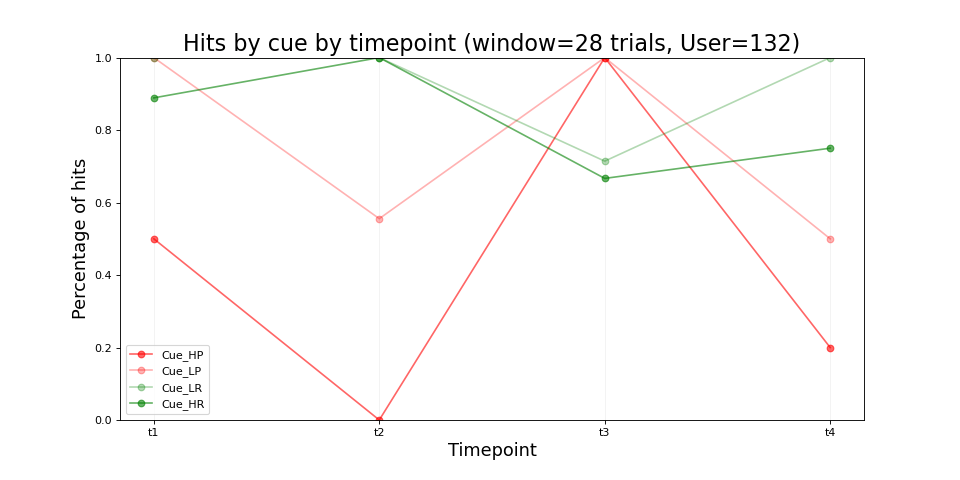 Hits by cue by timepoint (window=28 trials, User=132)
Percentage of hits
1.0
0.8
0.6
0.4
0.2
0.0
Cue_HP
Cue_LP
Cue_LR
Cue_HR
t1 t2 t3 t4
Timepoint